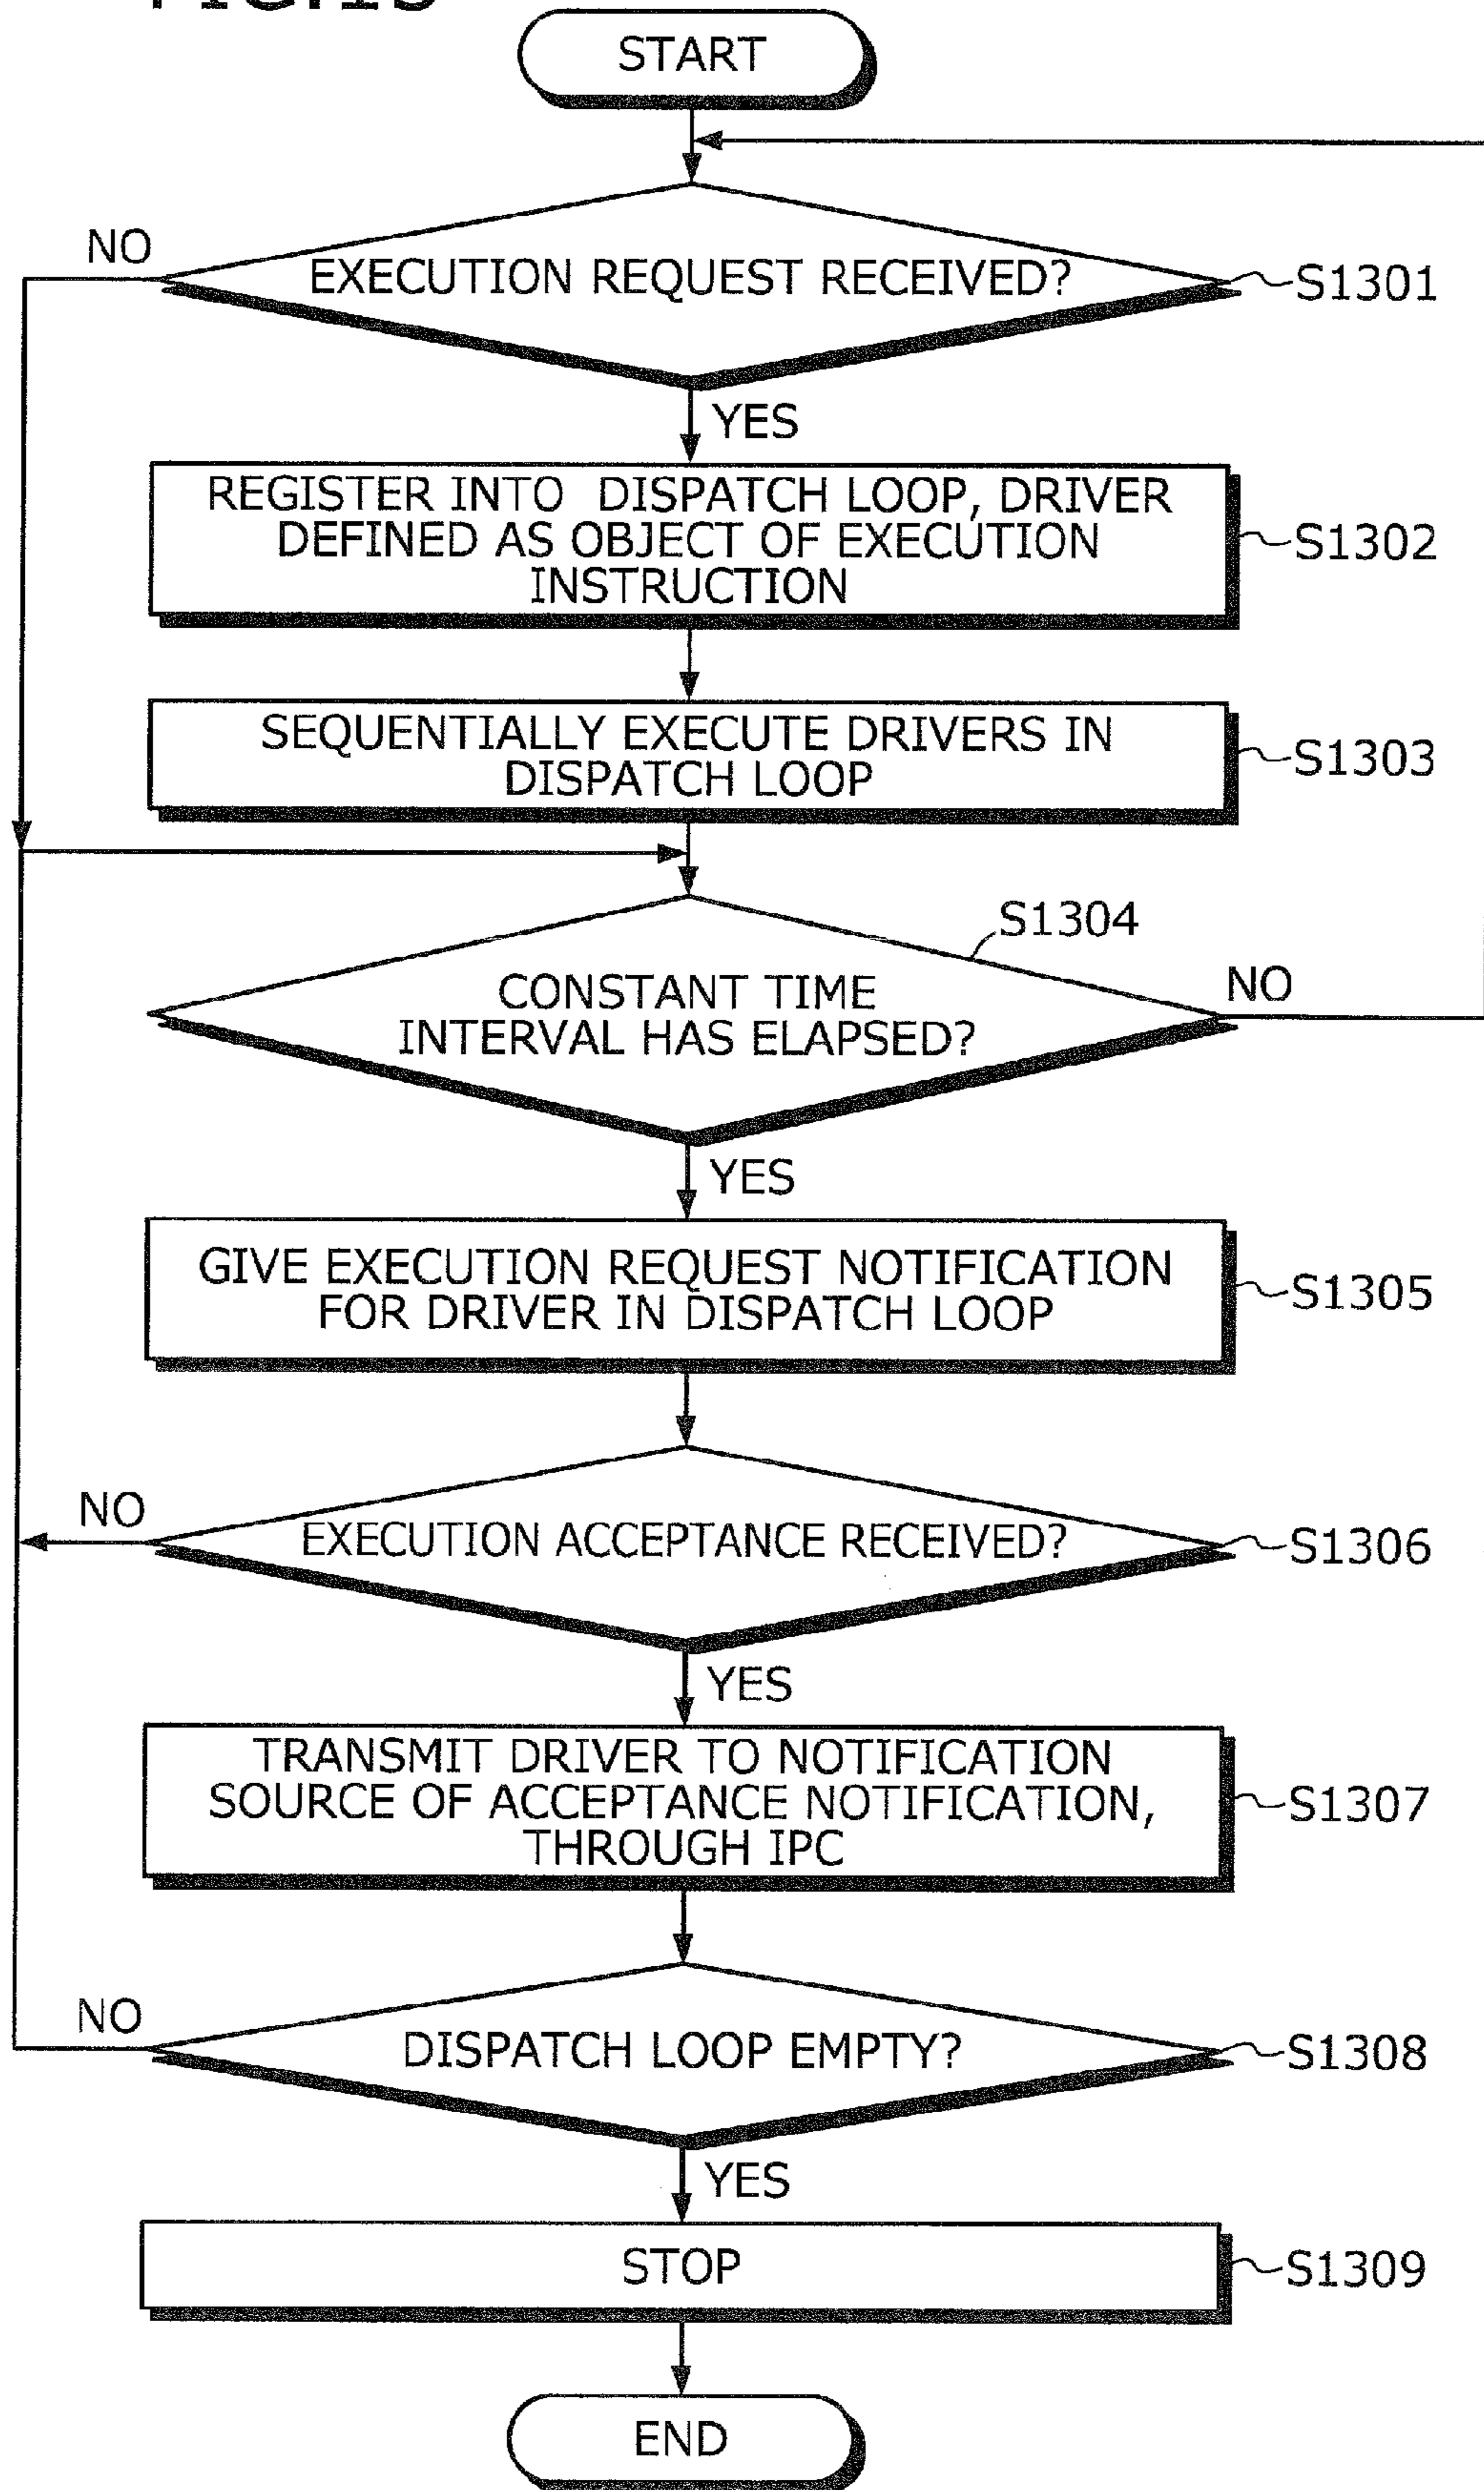 START
NO
EXECUTION REQUEST RECEIVED?
S1301
YES
REGISTER INTO DISPATCH LOOP, DRIVER
DEFINED AS OBJECT OF EXECUTION
INSTRUCTION
S1302
SEQUENTIALLY EXECUTE DRIVERS IN
DISPATCH LOOP
S1303
S1304
CONSTANT TIME
INTERVAL HAS ELAPSED?
NO
YES
GIVE EXECUTION REQUEST NOTIFICATION
FOR DRIVER IN DISPATCH LOOP
S1305
NO
EXECUTION ACCEPTANCE RECEIVED?
S1306
YES
TRANSMIT DRIVER TO NOTIFICATION
SOURCE OF ACCEPTANCE NOTIFICATION,
THROUGH IPC
S1307
NO
DISPATCH LOOP EMPTY?
S1308
YES
STOP
S1309
END